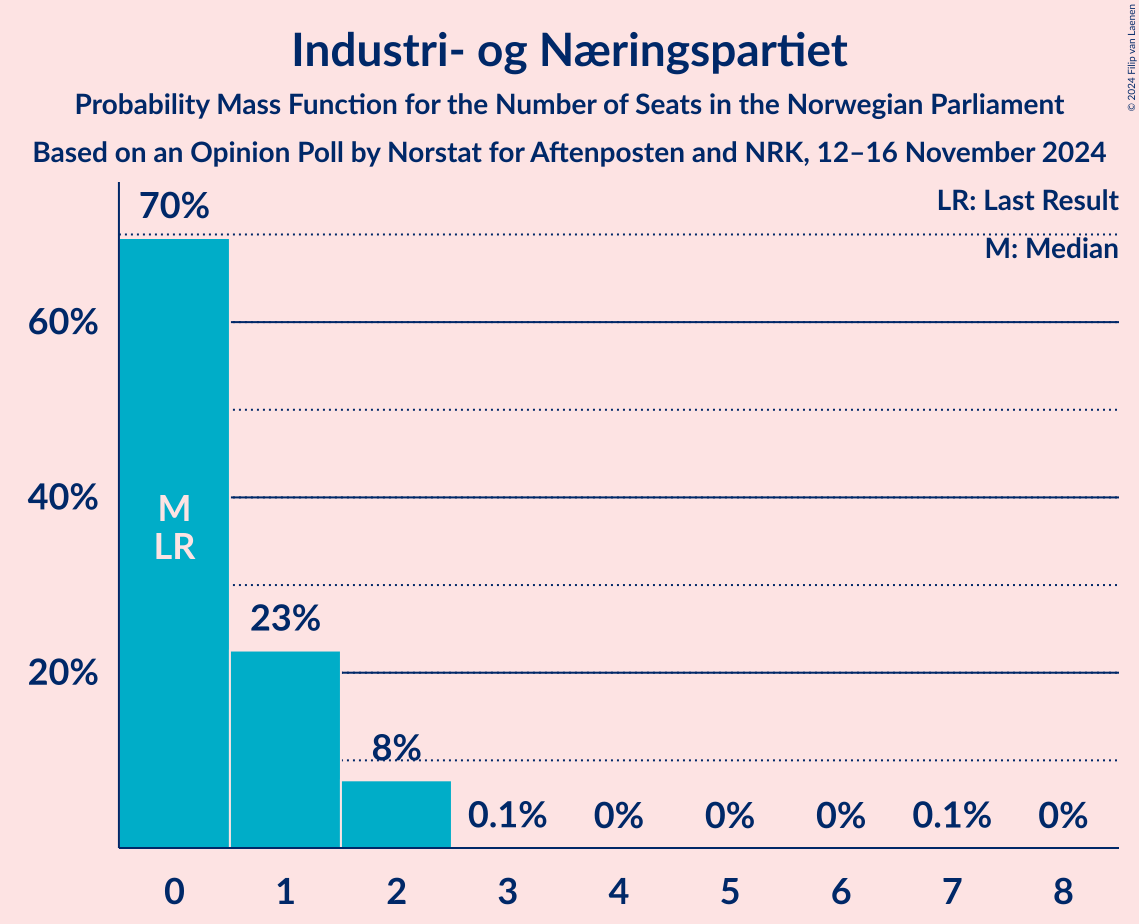 Industri- og Næringspartiet
Probability Mass Function for the Number of Seats in the Norwegian Parliament
Based on an Opinion Poll by Norstat for Aftenposten and NRK, 12–16 November 2024
© 2024 Filip van Laenen
LR: Last Result
M: Median
70%
60%
40%
20%
M
LR
23%
8%
0.1%
0%
0%
0%
0.1%
0%
0 1 2 3 4 5 6 7 8